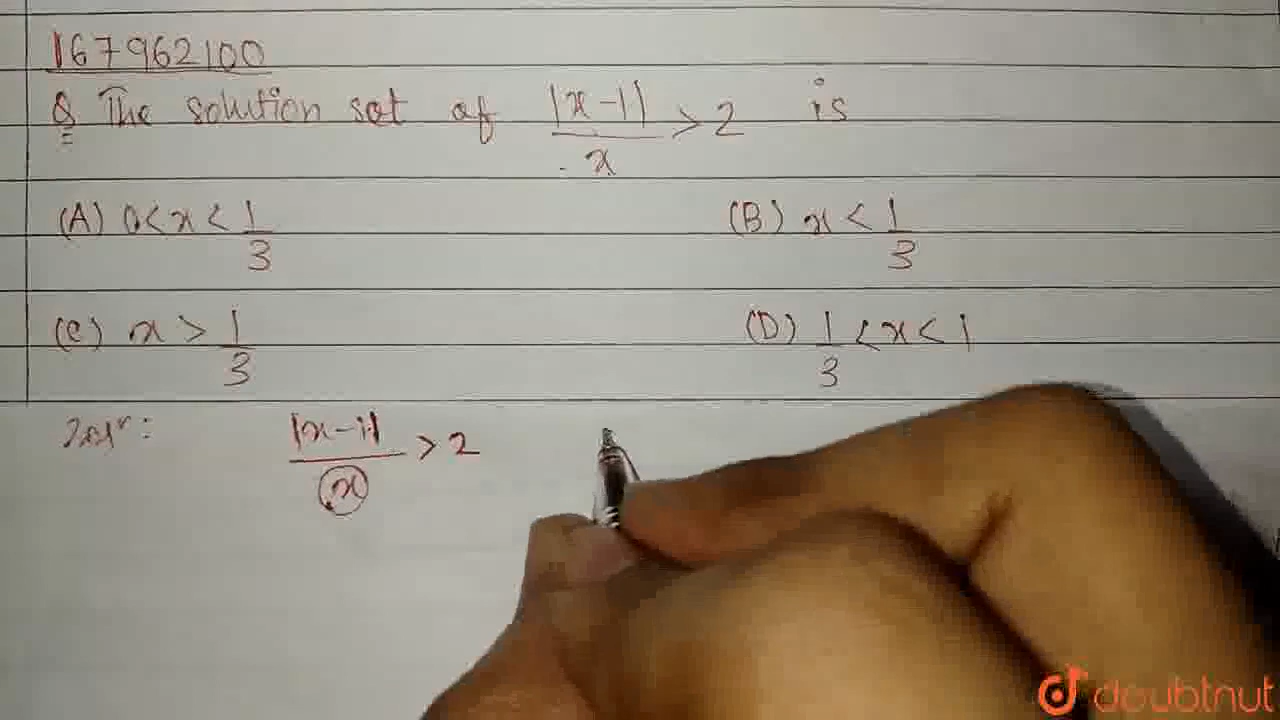 167962100
Q The solution set of |x-1|/x > 2 is
(A) 0<x<1/3
(B) x<1/3
(C) x>1/3
(D) 1/3<x<1
Solⁿ: |x-1|/x > 2
doubtnut